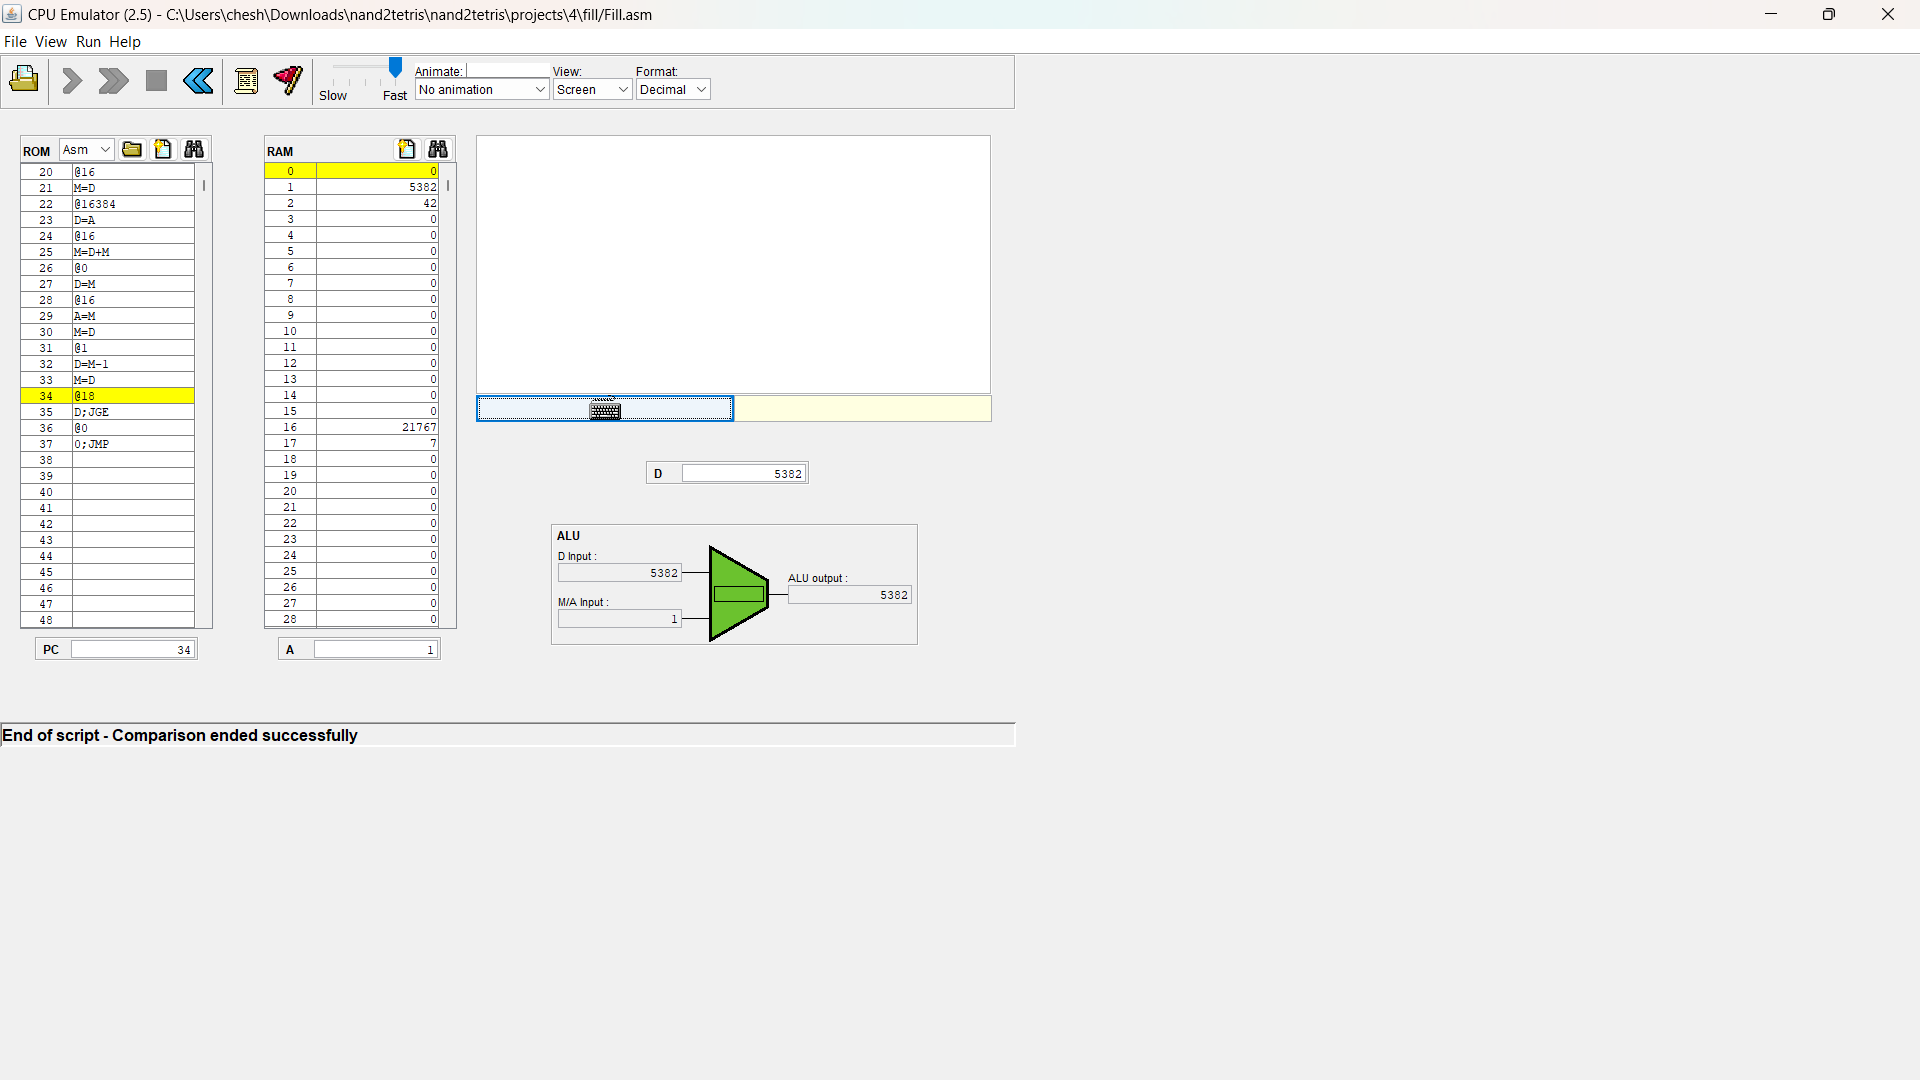 CPU Emulator (2.5) - C:\Users\chesh\Downloads\nand2tetris\nand2tetris\projects\4\fill/Fill.asm
File View Run Help
Slow Fast
Animate:
No animation
View:
Screen
Format:
Decimal
ROM Asm
20 @16
21 M=D
22 @16384
23 D=A
24 @16
25 M=D+M
26 @0
27 D=M
28 @16
29 A=M
30 M=D
31 @1
32 D=M-1
33 M=D
34 @18
35 D;JGE
36 @0
37 0;JMP
38
39
40
41
42
43
44
45
46
47
48
PC 34
RAM
0 0
1 5382
2 42
3 0
4 0
5 0
6 0
7 0
8 0
9 0
10 0
11 0
12 0
13 0
14 0
15 0
16 21767
17 7
18 0
19 0
20 0
21 0
22 0
23 0
24 0
25 0
26 0
27 0
28 0
A 1
D 5382
ALU
D Input :
5382
M/A Input :
1
ALU output :
5382
End of script - Comparison ended successfully